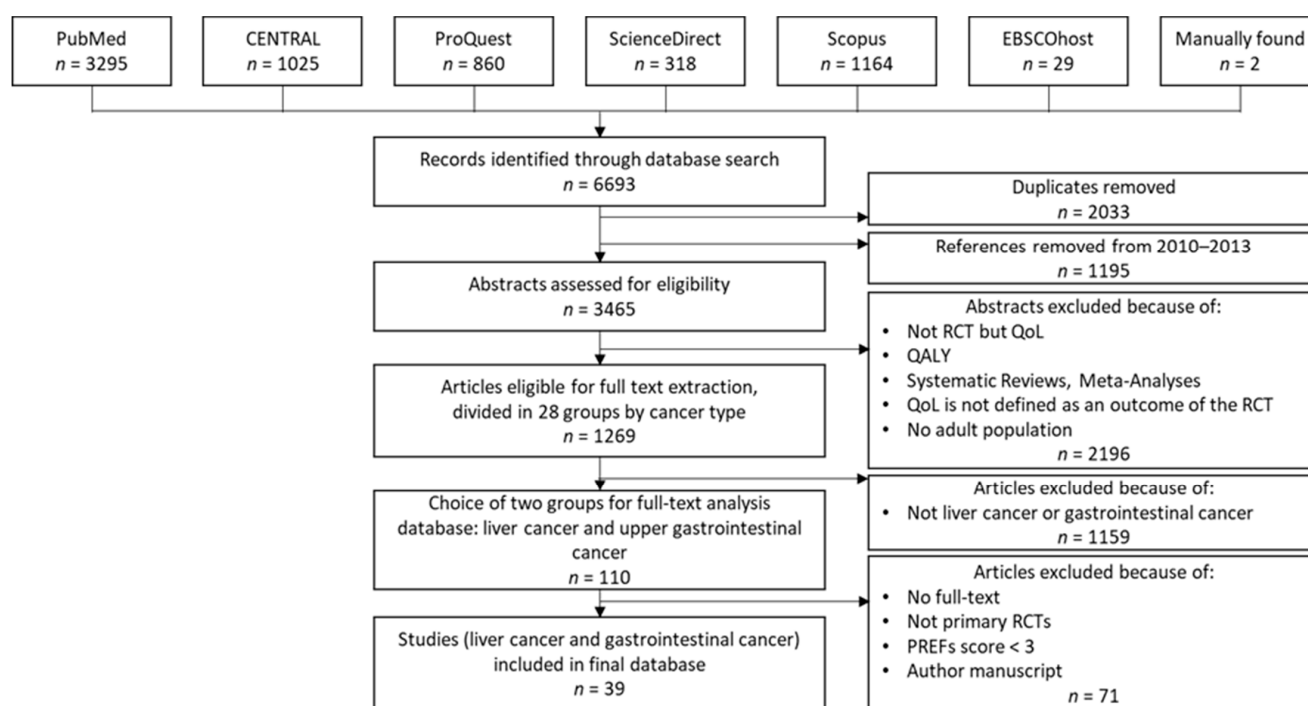 PubMed
n = 3295
CENTRAL
n = 1025
ProQuest
n = 860
ScienceDirect
n = 318
Scopus
n = 1164
EBSCOhost
n = 29
Manually found
n = 2
Records identified through database search
n = 6693
Duplicates removed
n = 2033
References removed from 2010–2013
n = 1195
Abstracts assessed for eligibility
n = 3465
Abstracts excluded because of:
• Not RCT but QoL
• QALY
• Systematic Reviews, Meta-Analyses
• QoL is not defined as an outcome of the RCT
• No adult population
n = 2196
Articles eligible for full text extraction,
divided in 28 groups by cancer type
n = 1269
Articles excluded because of:
• Not liver cancer or gastrointestinal cancer
n = 1159
Choice of two groups for full-text analysis
database: liver cancer and upper gastrointestinal
cancer
n = 110
Articles excluded because of:
• No full-text
• Not primary RCTs
• PREFs score < 3
• Author manuscript
n = 71
Studies (liver cancer and gastrointestinal cancer)
included in final database
n = 39